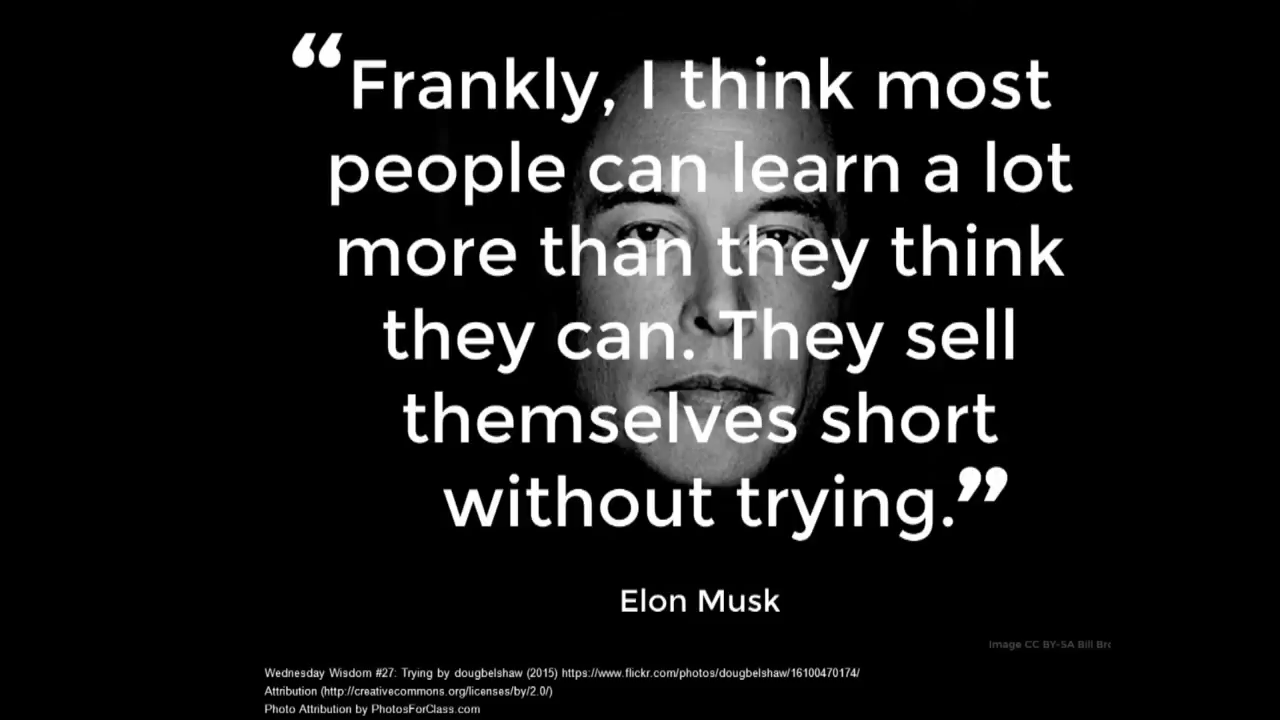 “Frankly, I think most
people can learn a lot
more than they think
they can. They sell
themselves short
without trying.”
Elon Musk
Image CC BY-SA Bill
Wednesday Wisdom #27: Trying by dougbelshaw (2015) https://www.flickr.com/photos/dougbelshaw/16100470174/
Attribution (http://creativecommons.org/licenses/by/2.0/)
Photo Attribution by PhotosForClass.com